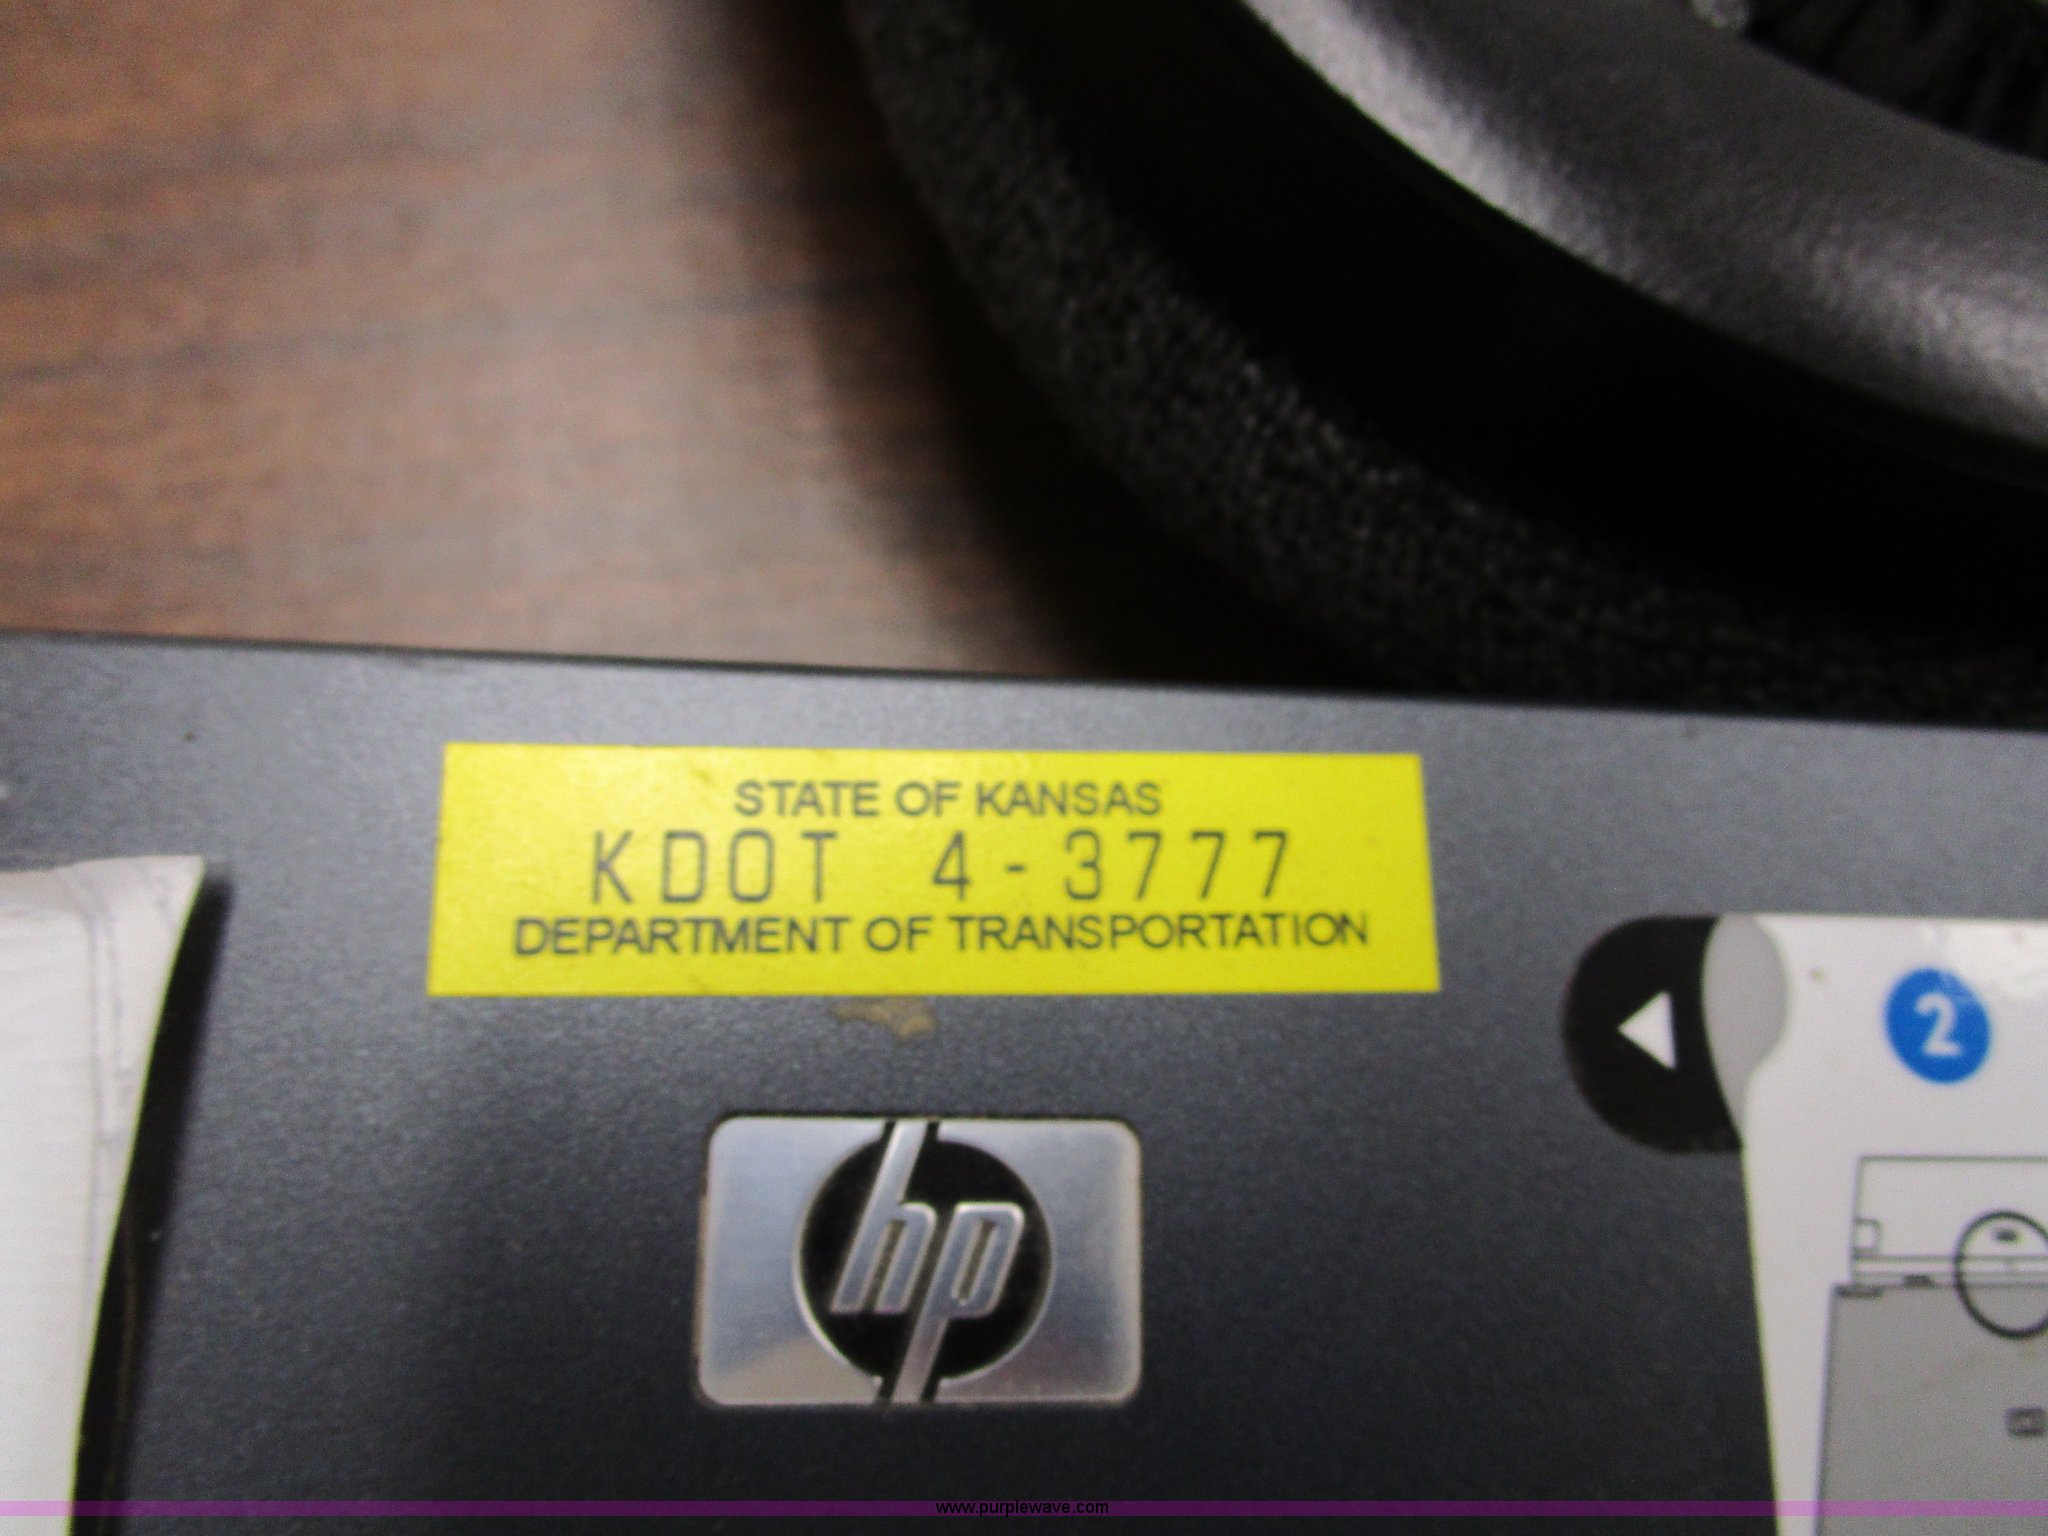 STATE OF KANSAS
KDOT 4-3777
DEPARTMENT OF TRANSPORTATION
2
hp
www.purplewave.com